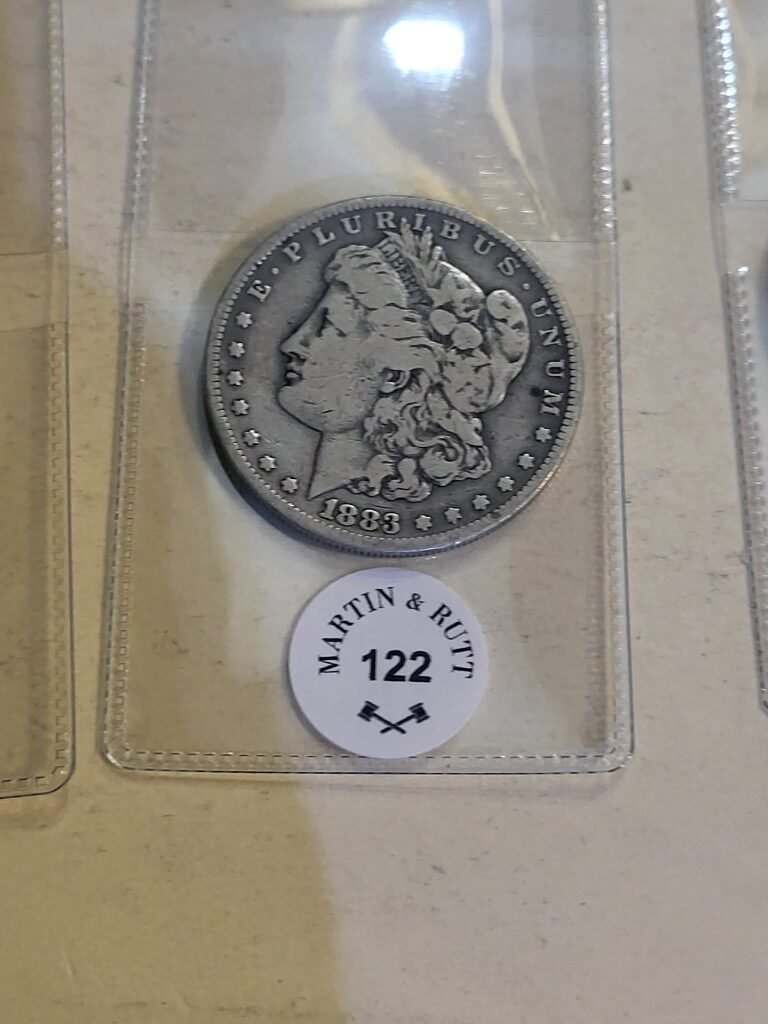 E · PLURIBUS · UNUM
LIBERTY
1883
MARTIN & RUTT
122